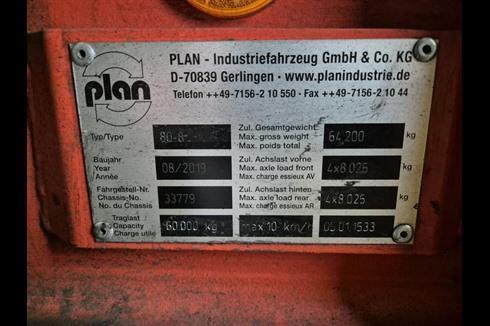 plan
PLAN - Industriefahrzeug GmbH & Co. KG
D-70839 Gerlingen · www.planindustrie.de
Telefon ++49-7156-2 10 550 · Fax ++49-7156-2 10 44
Typ/Type
Zul. Gesamtgewicht
Max. gross weight
Poids total max.
64,200 kg
Baujahr
Year
Année
08/2019
Zul. Achslast vorne
Max. axle load front
Max. charge essieux AV
4x8.025 kg
Fahrgestell-Nr.
Chassis-No.
No. du Chassis
33779
Zul. Achslast hinten
Max. axle load rear
Max. charge essieux AR
4x8.025 kg
Traglast
Capacity
Charge utile
60.000 kg
max 10 km/h
05.01.1533